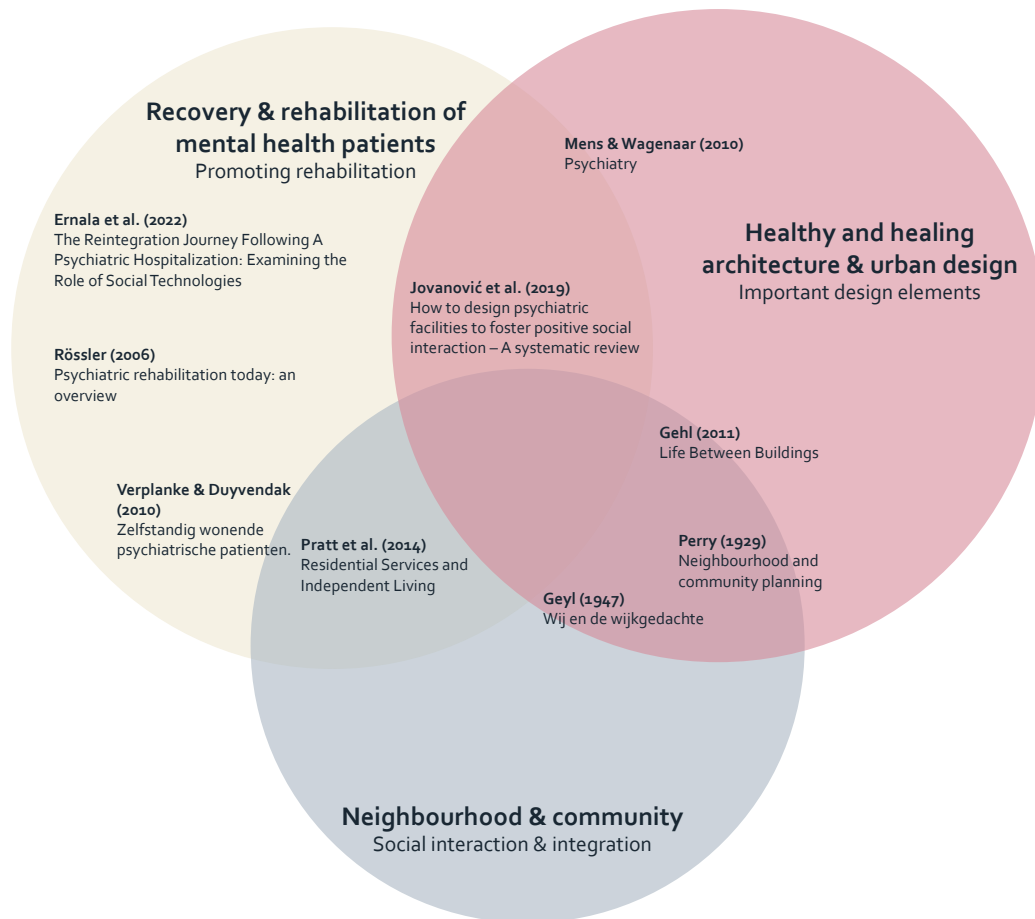 Recovery & rehabilitation of
mental health patients
Promoting rehabilitation
Mens & Wagenaar (2010)
Psychiatry
Ernala et al. (2022)
The Reintegration Journey Following A
Psychiatric Hospitalization: Examining the
Role of Social Technologies
Healthy and healing
architecture & urban design
Important design elements
Jovanović et al. (2019)
How to design psychiatric
facilities to foster positive social
interaction – A systematic review
Rössler (2006)
Psychiatric rehabilitation today: an
overview
Gehl (2011)
Life Between Buildings
Verplanke & Duyvendak
(2010)
Zelfstandig wonende
psychiatrische patienten.
Pratt et al. (2014)
Residential Services and
Independent Living
Perry (1929)
Neighbourhood and
community planning
Geyl (1947)
Wij en de wijkgedachte
Neighbourhood & community
Social interaction & integration